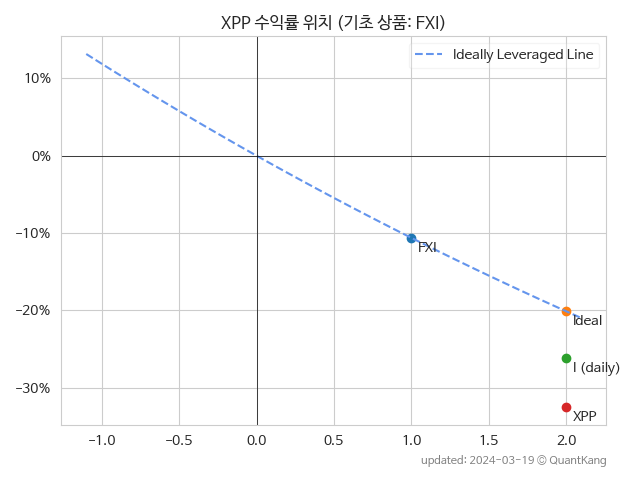 XPP 수익률 위치 (기초 상품: FXI)
Ideally Leveraged Line
10%
0%
−10%
−20%
−30%
FXI
Ideal
I (daily)
XPP
−1.0
−0.5
0.0
0.5
1.0
1.5
2.0
updated: 2024-03-19 © QuantKang